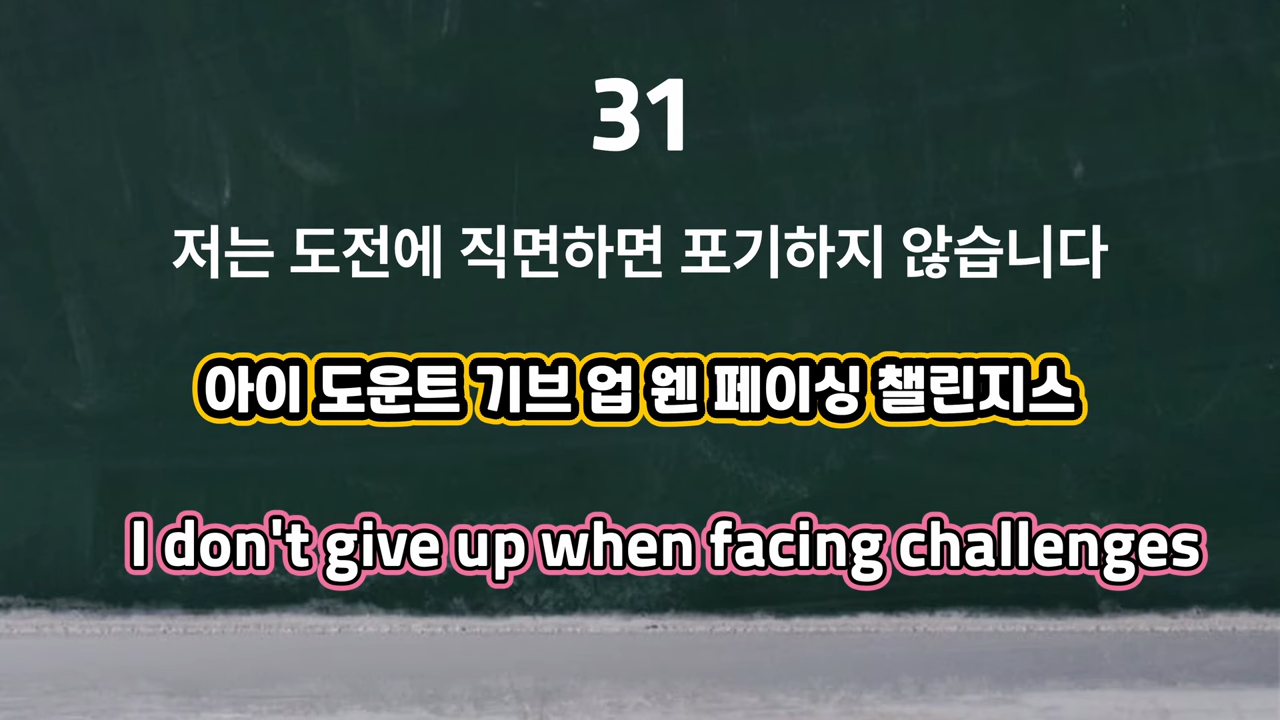 31
저는 도전에 직면하면 포기하지 않습니다
아이 도운트 기브 업 웬 페이싱 챌린지스
I don't give up when facing challenges